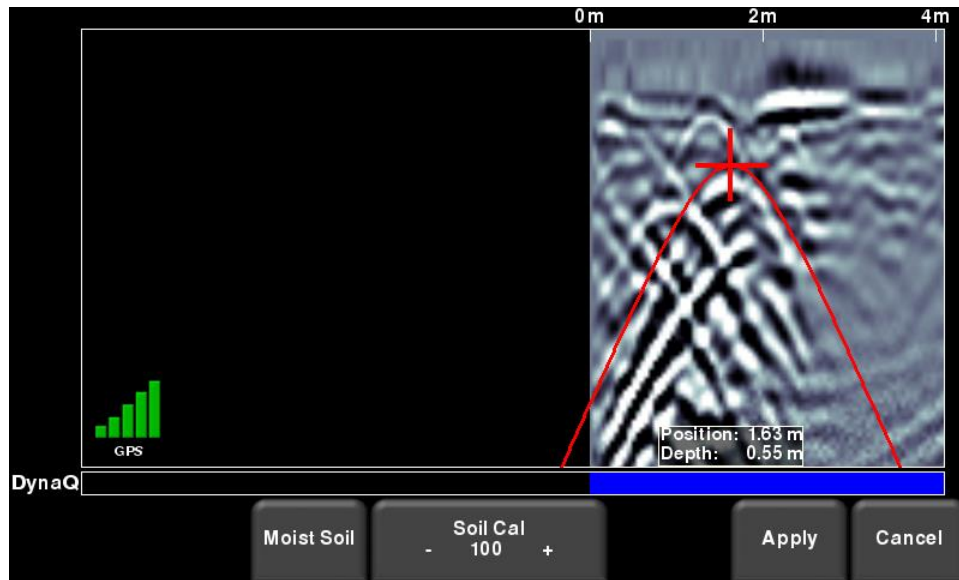 0m 2m 4m
Position: 1.63 m
Depth: 0.55 m
GPS
DynaQ
Moist Soil
Soil Cal
- 100 +
Apply
Cancel